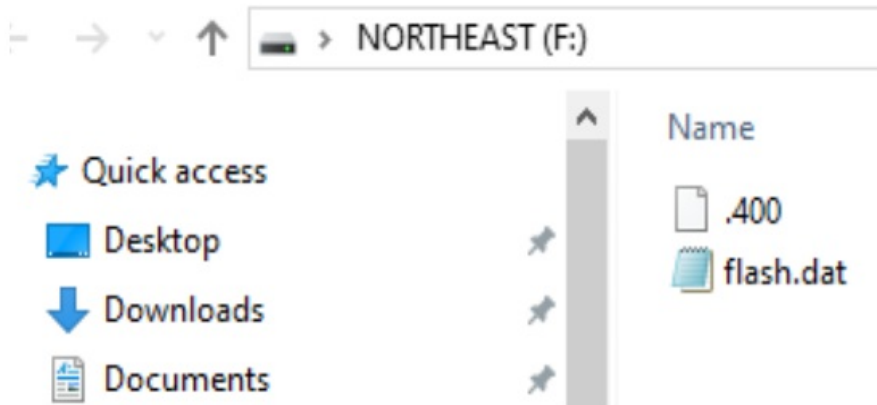 NORTHEAST (F:)
Quick access
Desktop
Downloads
Documents
Name
.400
flash.dat